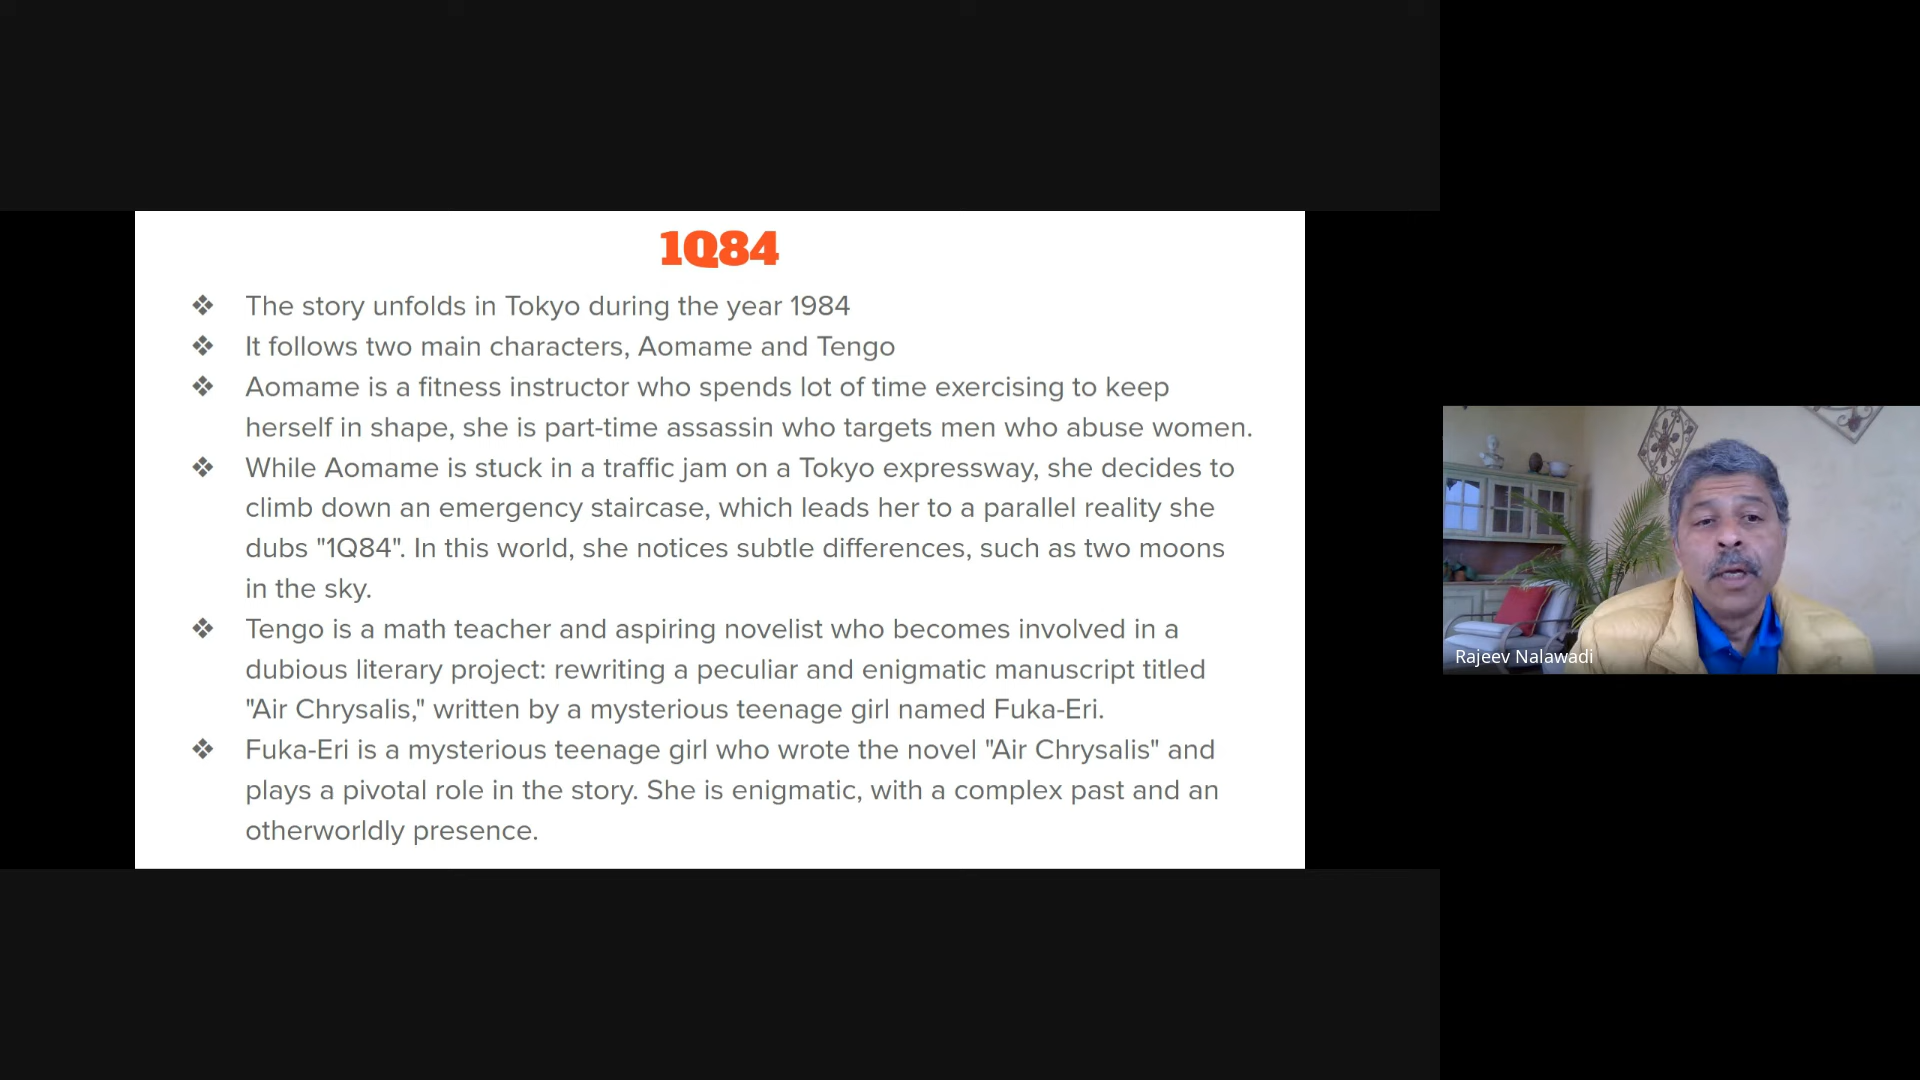 1Q84
❖ The story unfolds in Tokyo during the year 1984
❖ It follows two main characters, Aomame and Tengo
❖ Aomame is a fitness instructor who spends lot of time exercising to keep
herself in shape, she is part-time assassin who targets men who abuse women.
❖ While Aomame is stuck in a traffic jam on a Tokyo expressway, she decides to
climb down an emergency staircase, which leads her to a parallel reality she
dubs "1Q84". In this world, she notices subtle differences, such as two moons
in the sky.
❖ Tengo is a math teacher and aspiring novelist who becomes involved in a
dubious literary project: rewriting a peculiar and enigmatic manuscript titled
"Air Chrysalis," written by a mysterious teenage girl named Fuka-Eri.
❖ Fuka-Eri is a mysterious teenage girl who wrote the novel "Air Chrysalis" and
plays a pivotal role in the story. She is enigmatic, with a complex past and an
otherworldly presence.
Rajeev Nalawadi